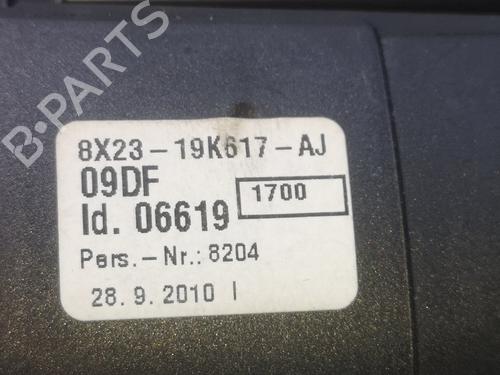 B-PARTS
8X23-19K617-AJ
09DF
Id. 06619 1700
Pers.-Nr.: 8204
28.9.2010 I